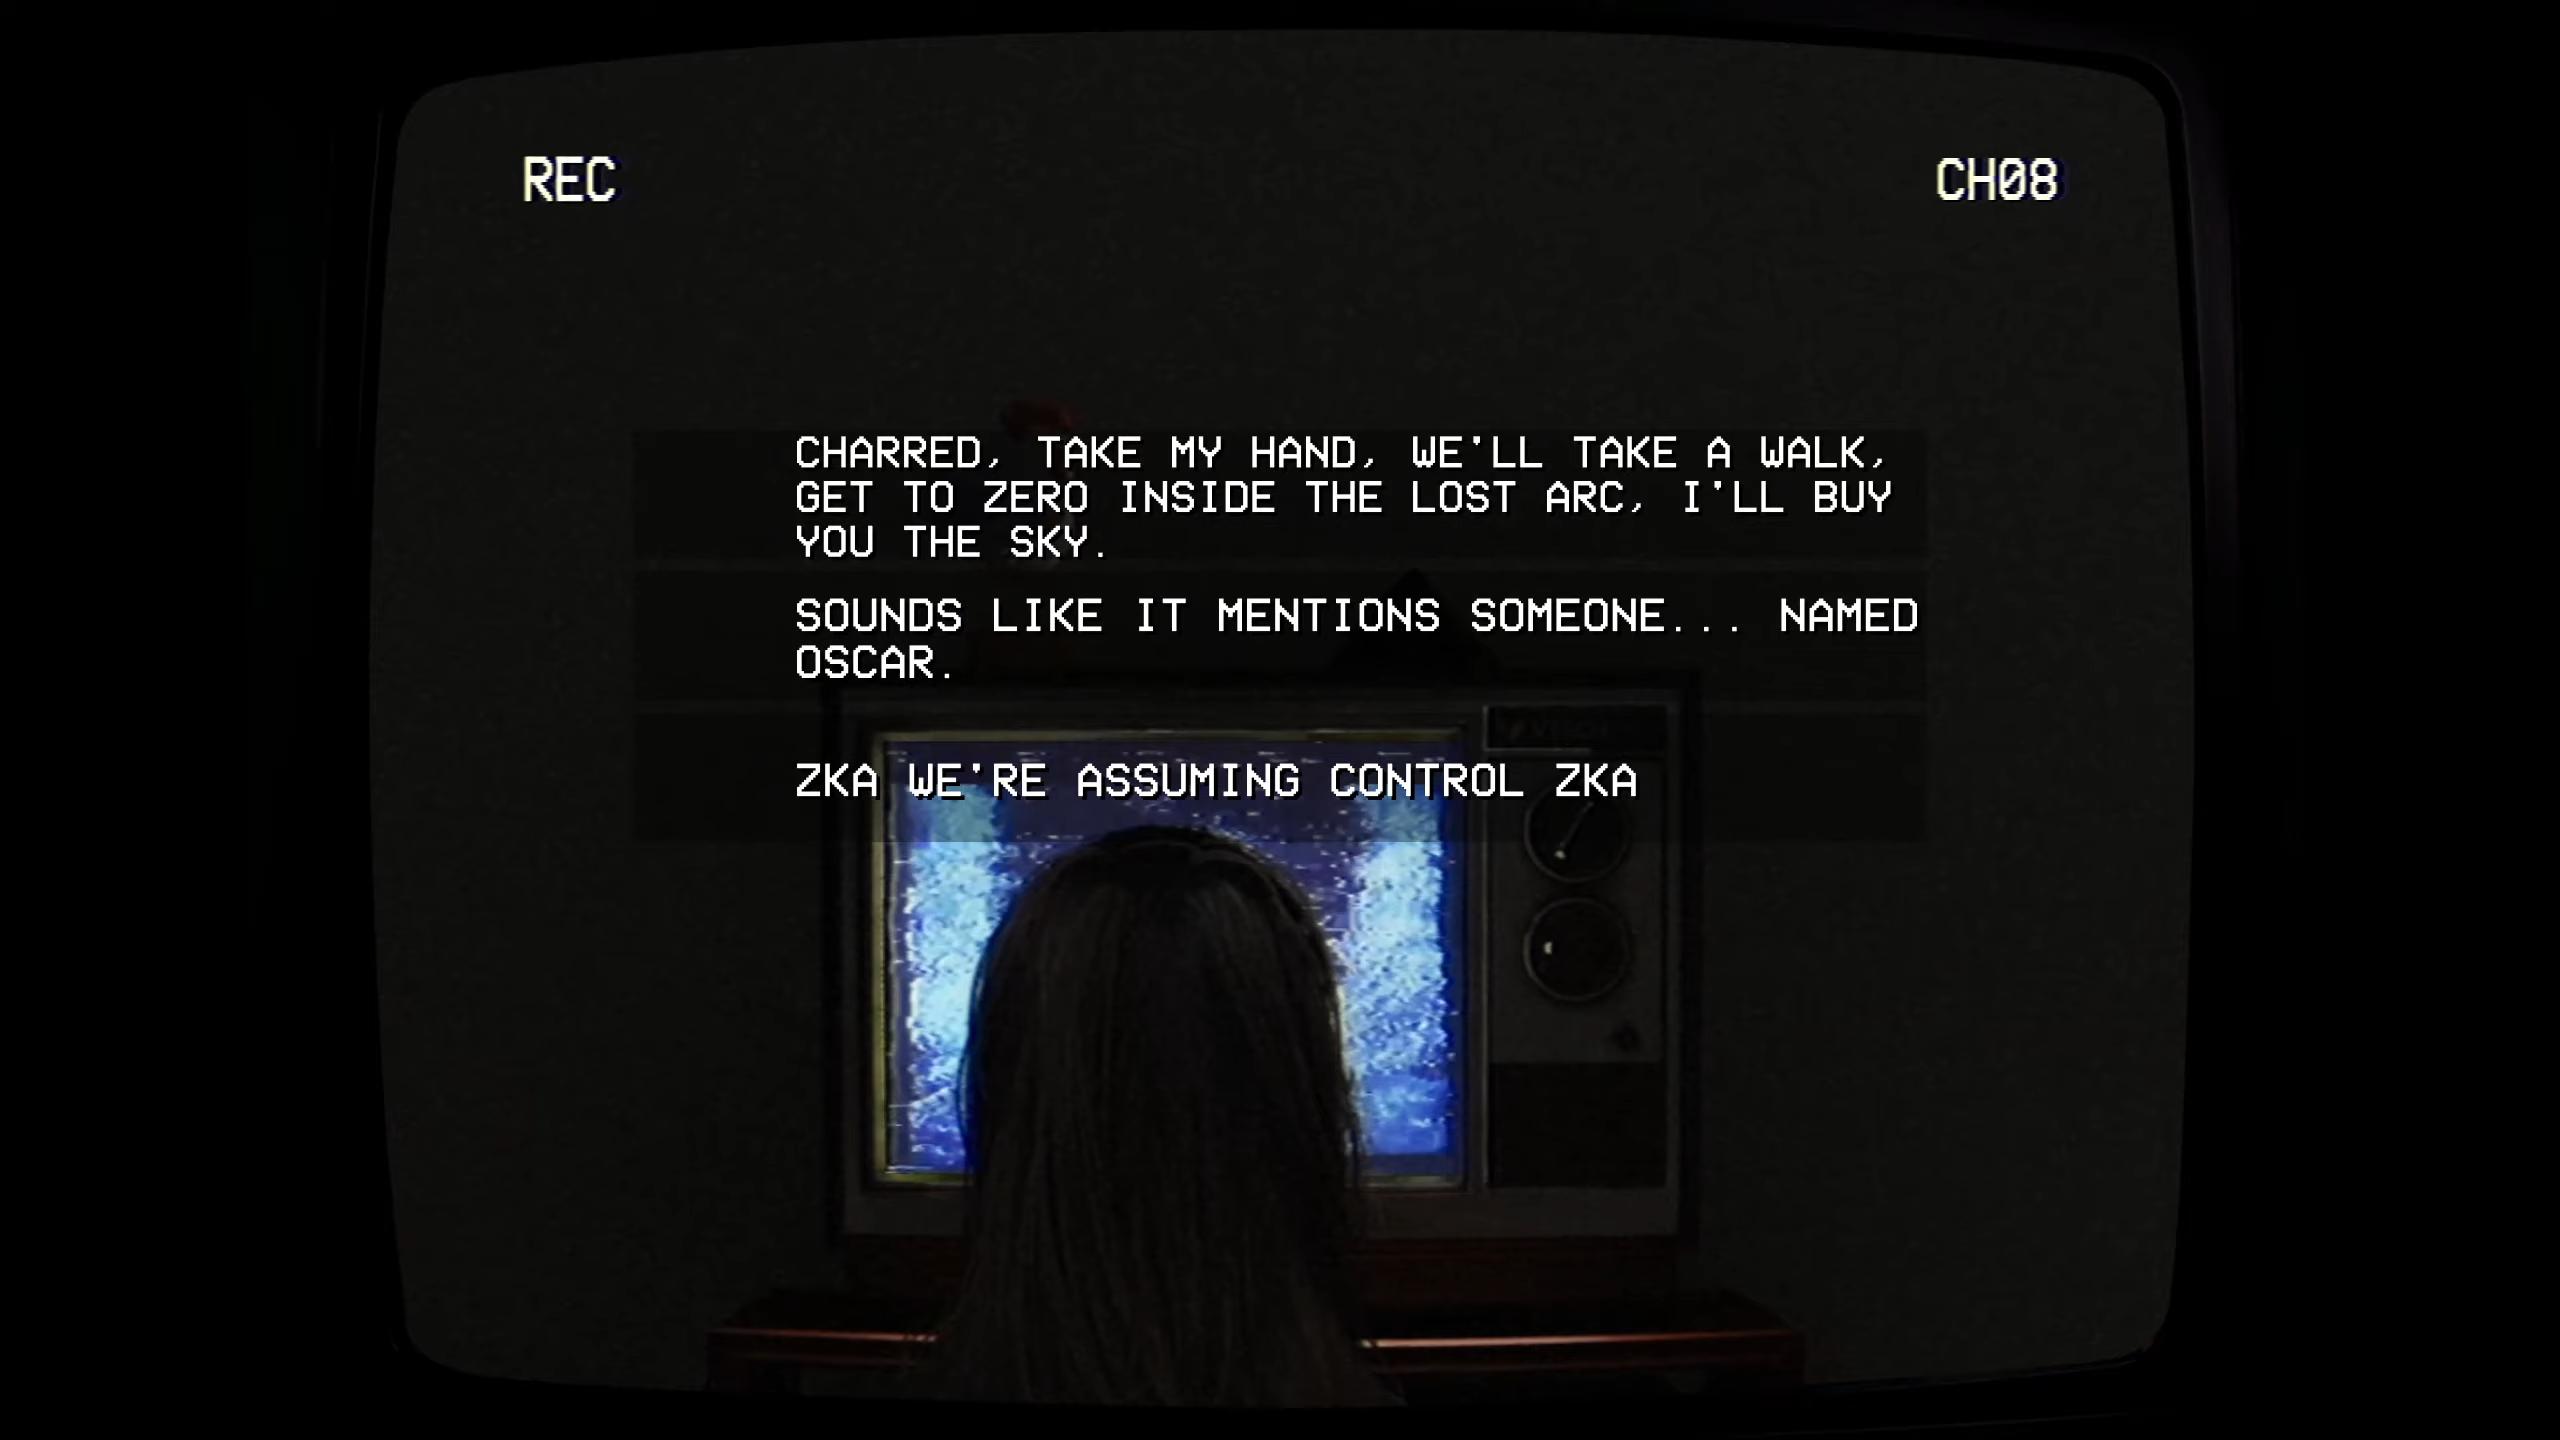 REC
CH08
CHARRED, TAKE MY HAND, WE'LL TAKE A WALK,
GET TO ZERO INSIDE THE LOST ARC, I'LL BUY
YOU THE SKY.
SOUNDS LIKE IT MENTIONS SOMEONE... NAMED
OSCAR.
ZKA WE'RE ASSUMING CONTROL ZKA